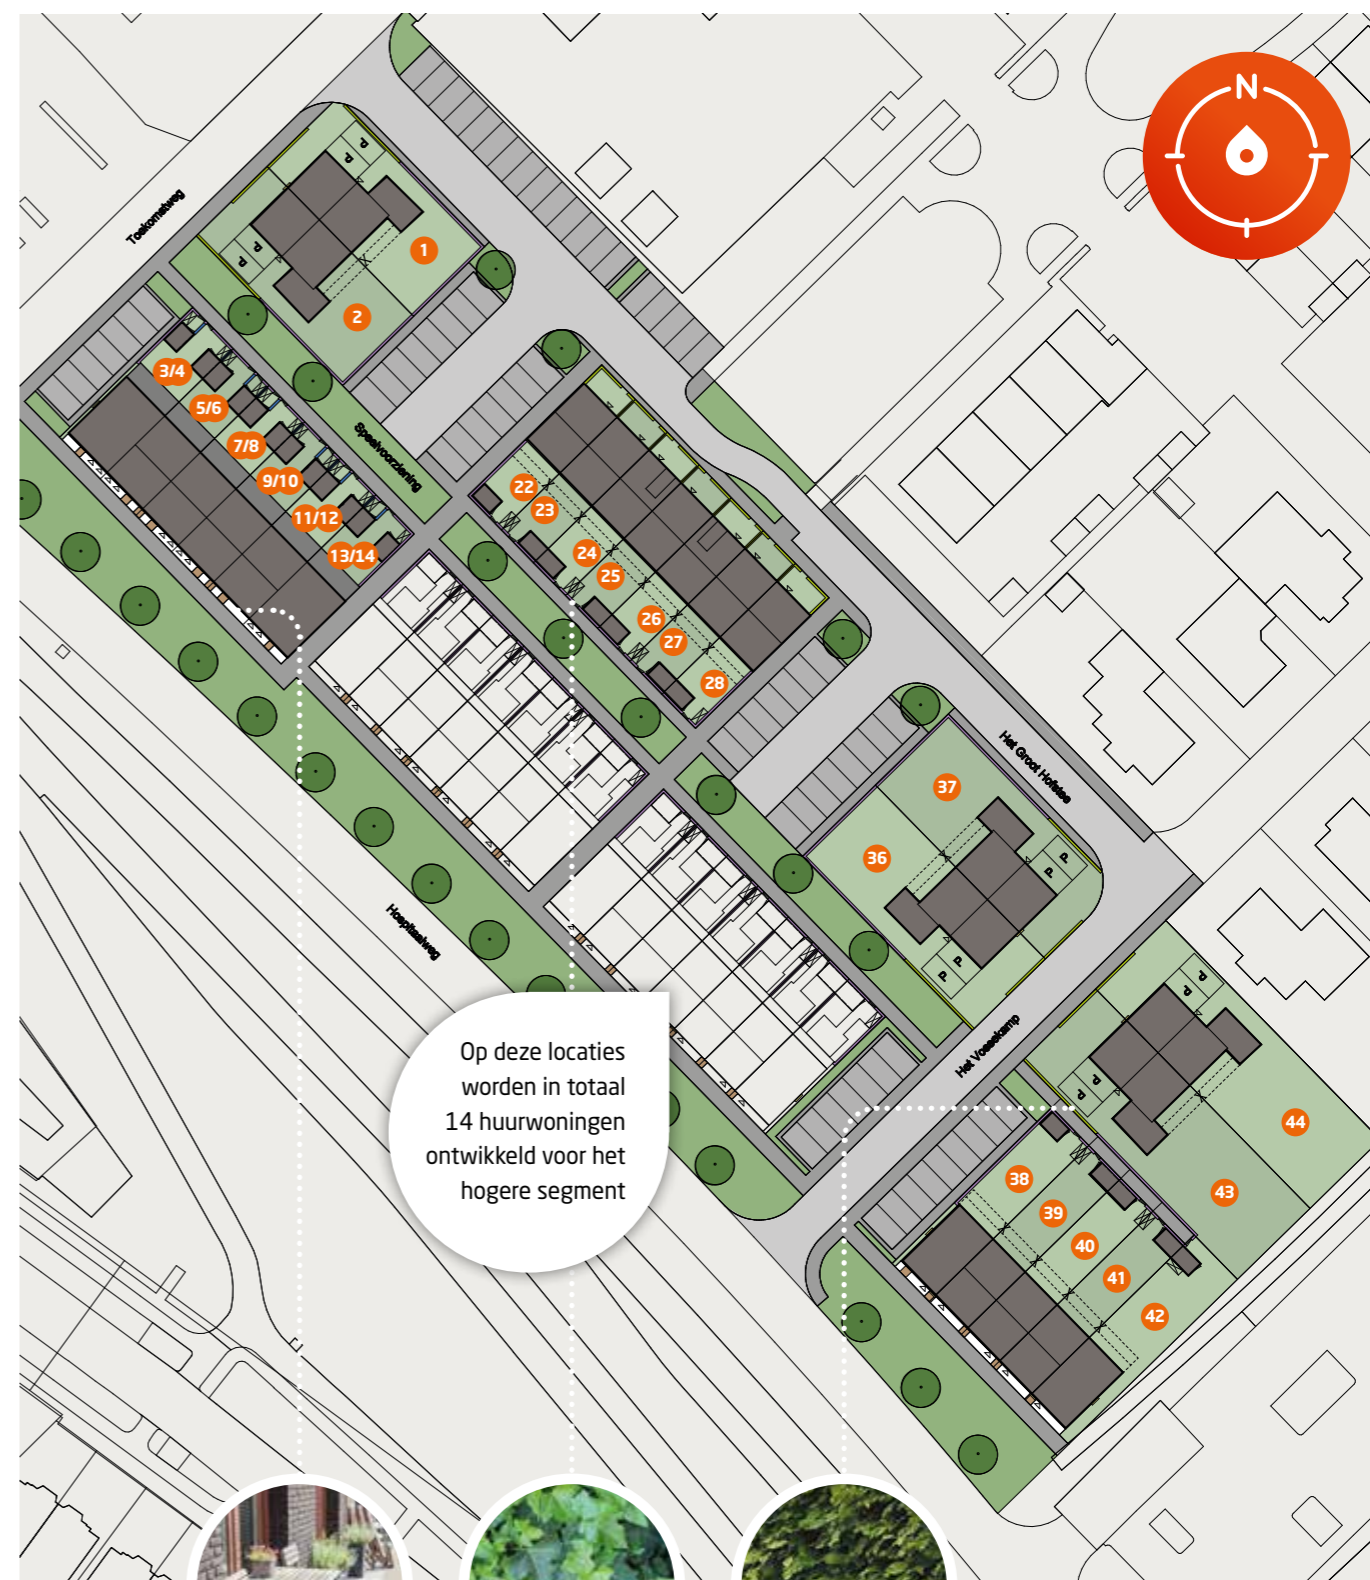 N
Toekomstweg
P
P
P
P
1
2
3/4
5/6
7/8
9/10
11/12
13/14
Speelvoorziening
22
23
24
25
26
27
28
Het Groot Hofstee
37
36
P
P
P
P
Hospitaalweg
Het Vossekamp
Op deze locaties
worden in totaal
14 huurwoningen
ontwikkeld voor het
hogere segment
P
P
P
P
44
43
38
39
40
41
42